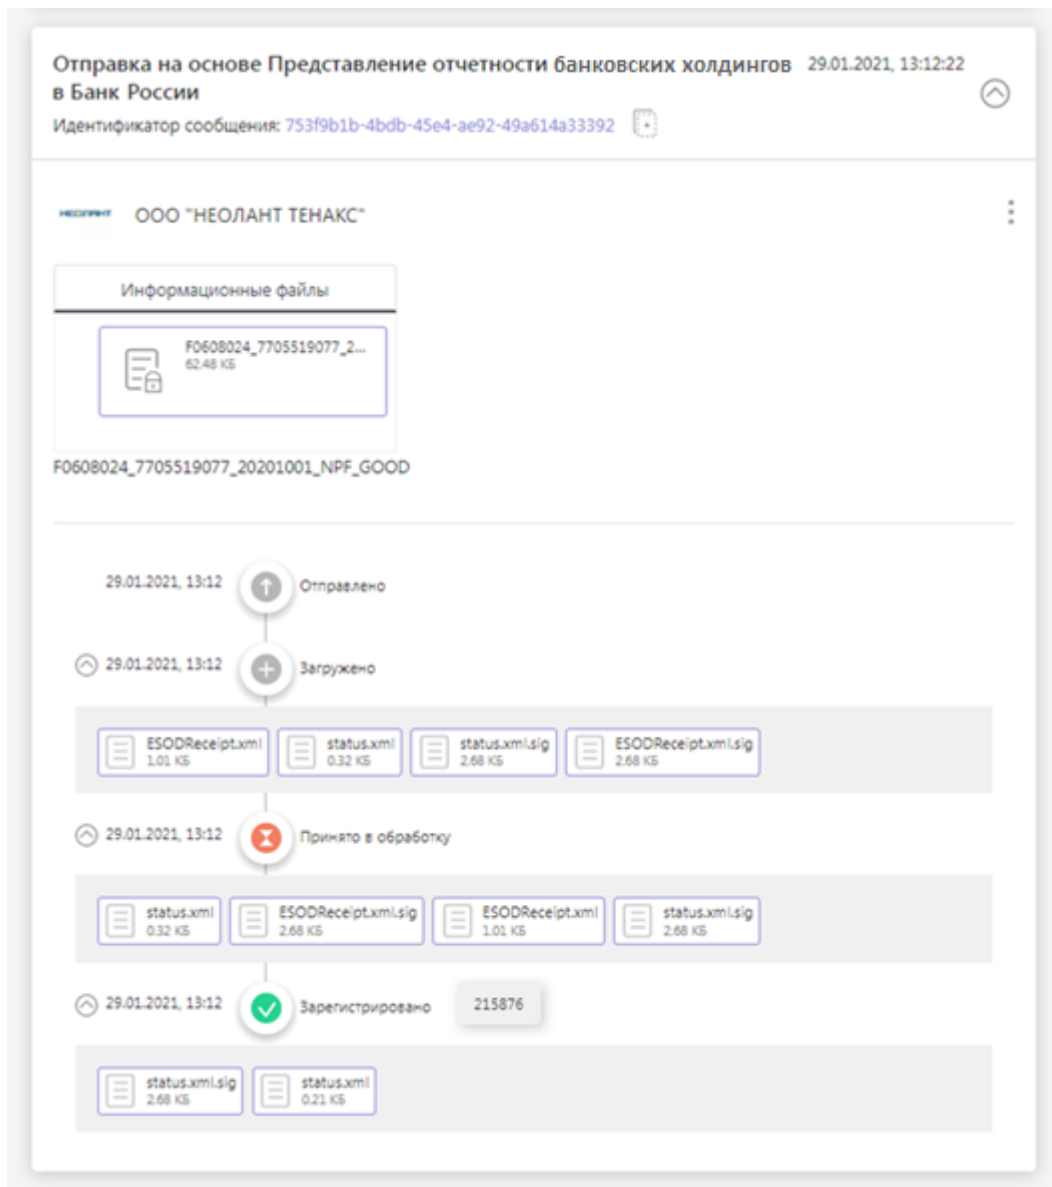 Отправка на основе Представление отчетности банковских холдингов 29.01.2021, 13:12:22
в Банк России
Идентификатор сообщения: 753f9b1b-4bdb-45e4-ae92-49a614a33392
НЕОЛАНТ ООО "НЕОЛАНТ ТЕНАКС"
Информационные файлы
F0608024_7705519077_2...
62.48 КБ
F0608024_7705519077_20201001_NPF_GOOD
29.01.2021, 13:12 Отправлено
29.01.2021, 13:12 Загружено
ESODReceipt.xml status.xml status.xml.sig ESODReceipt.xml.sig
1.01 КБ 0.32 КБ 2.68 КБ 2.68 КБ
29.01.2021, 13:12 Принято в обработку
status.xml ESODReceipt.xml.sig ESODReceipt.xml status.xml.sig
0.32 КБ 2.68 КБ 1.01 КБ 2.68 КБ
29.01.2021, 13:12 Зарегистрировано 215876
status.xml.sig status.xml
2.68 КБ 0.21 КБ